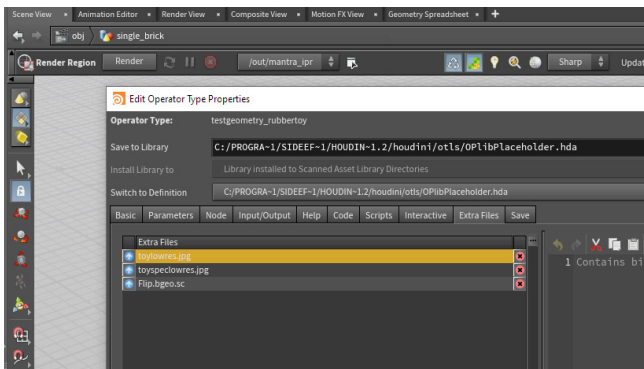 Scene View × Animation Editor × Render View × Composite View × Motion FX View × Geometry Spreadsheet × +
obj single_brick
Render Region Render /out/mantra_ipr Sharp
Edit Operator Type Properties
Operator Type: testgeometry_rubbertoy
Save to Library C:/PROGRA~1/SIDEEF~1/HOUDIN~1.2/houdini/otls/OPlibPlaceholder.hda
Install Library to Library installed to Scanned Asset Library Directories
Switch to Definition C:/PROGRA~1/SIDEEF~1/HOUDIN~1.2/houdini/otls/OPlibPlaceholder.hda
Basic Parameters Node Input/Output Help Code Scripts Interactive Extra Files Save
Extra Files
toylowres.jpg
1 Contains bi
toyspeclowres.jpg
Flip.bgeo.sc